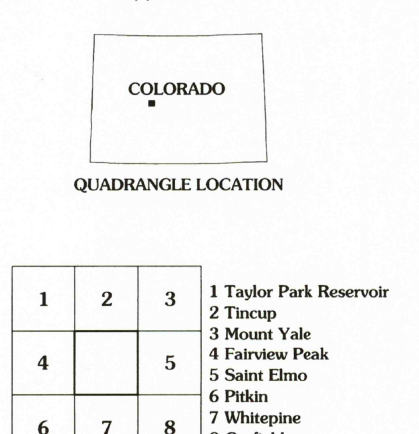 COLORADO
QUADRANGLE LOCATION
1 2 3
4 5
6 7 8
1 Taylor Park Reservoir
2 Tincup
3 Mount Yale
4 Fairview Peak
5 Saint Elmo
6 Pitkin
7 Whitepine